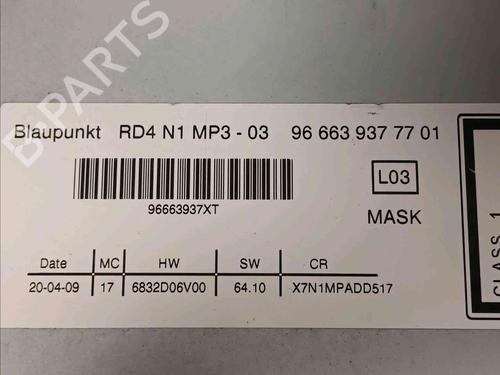 Blaupunkt RD4 N1 MP3 - 03 96 663 937 77 01
96663937XT
L03
MASK
Date MC HW SW CR
20-04-09 17 6832D06V00 64.10 X7N1MPADD517
CLASS 1
B-PARTS